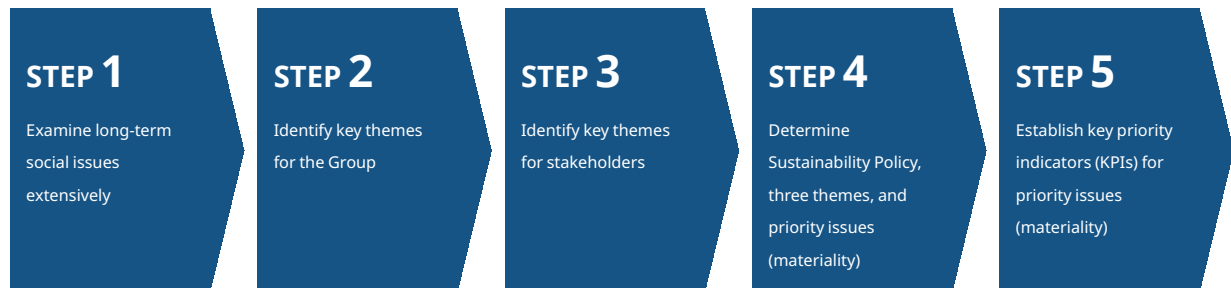 STEP 1
Examine long-term
social issues
extensively
STEP 2
Identify key themes
for the Group
STEP 3
Identify key themes
for stakeholders
STEP 4
Determine
Sustainability Policy,
three themes, and
priority issues
(materiality)
STEP 5
Establish key priority
indicators (KPIs) for
priority issues
(materiality)